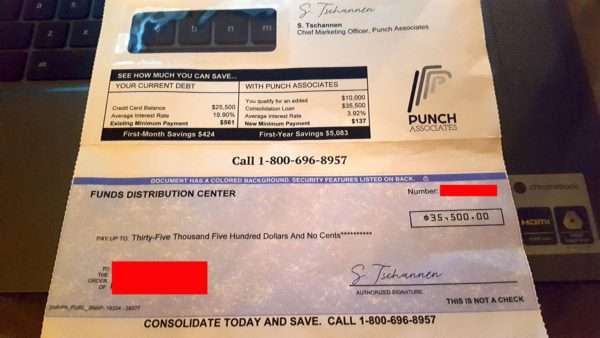 S. Tschannen
S. Tschannen
Chief Marketing Officer, Punch Associates
SEE HOW MUCH YOU CAN SAVE...
YOUR CURRENT DEBT
Credit Card Balance $25,500
Average Interest Rate 19.90%
Existing Minimum Payment $561
WITH PUNCH ASSOCIATES
You qualify for an edited $10,000
Consolidation Loan $35,500
Average Interest Rate 3.92%
New Minimum Payment $137
First-Month Savings $424 First-Year Savings $5,083
PUNCH
ASSOCIATES
Call 1-800-696-8957
DOCUMENT HAS A COLORED BACKGROUND. SECURITY FEATURES LISTED ON BACK.
FUNDS DISTRIBUTION CENTER
Number:
$35,500.00
PAY UP TO: Thirty-Five Thousand Five Hundred Dollars And No Cents**********
TO
THE
ORDER
OF:
S. Tschannen
AUTHORIZED SIGNATURE
THIS IS NOT A CHECK
CONSOLIDATE TODAY AND SAVE. CALL 1-800-696-8957
chromebook
HDMI